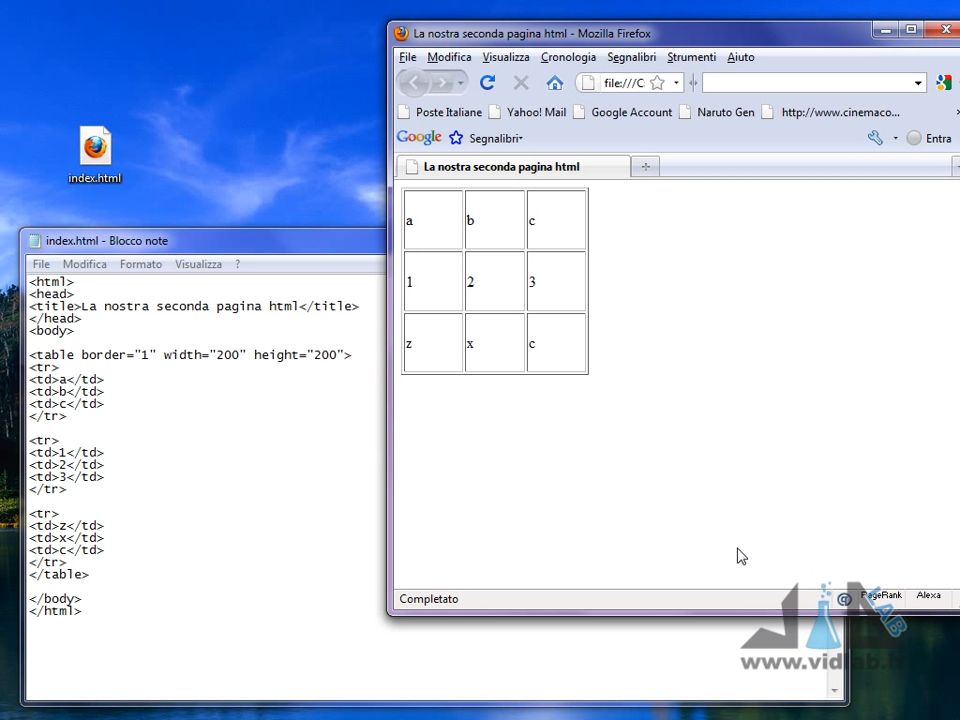 La nostra seconda pagina html - Mozilla Firefox
File Modifica Visualizza Cronologia Segnalibri Strumenti Aiuto
file:///C
Poste Italiane Yahoo! Mail Google Account Naruto Gen http://www.cinemaco...
Google Segnalibri Entra
La nostra seconda pagina html
a b c
1 2 3
z x c
Completato
PageRank Alexa
index.html
index.html - Blocco note
File Modifica Formato Visualizza ?
<html>
<head>
<title>La nostra seconda pagina html</title>
</head>
<body>
<table border="1" width="200" height="200">
<tr>
<td>a</td>
<td>b</td>
<td>c</td>
</tr>
<tr>
<td>1</td>
<td>2</td>
<td>3</td>
</tr>
<tr>
<td>z</td>
<td>x</td>
<td>c</td>
</tr>
</table>
</body>
</html>
LAB